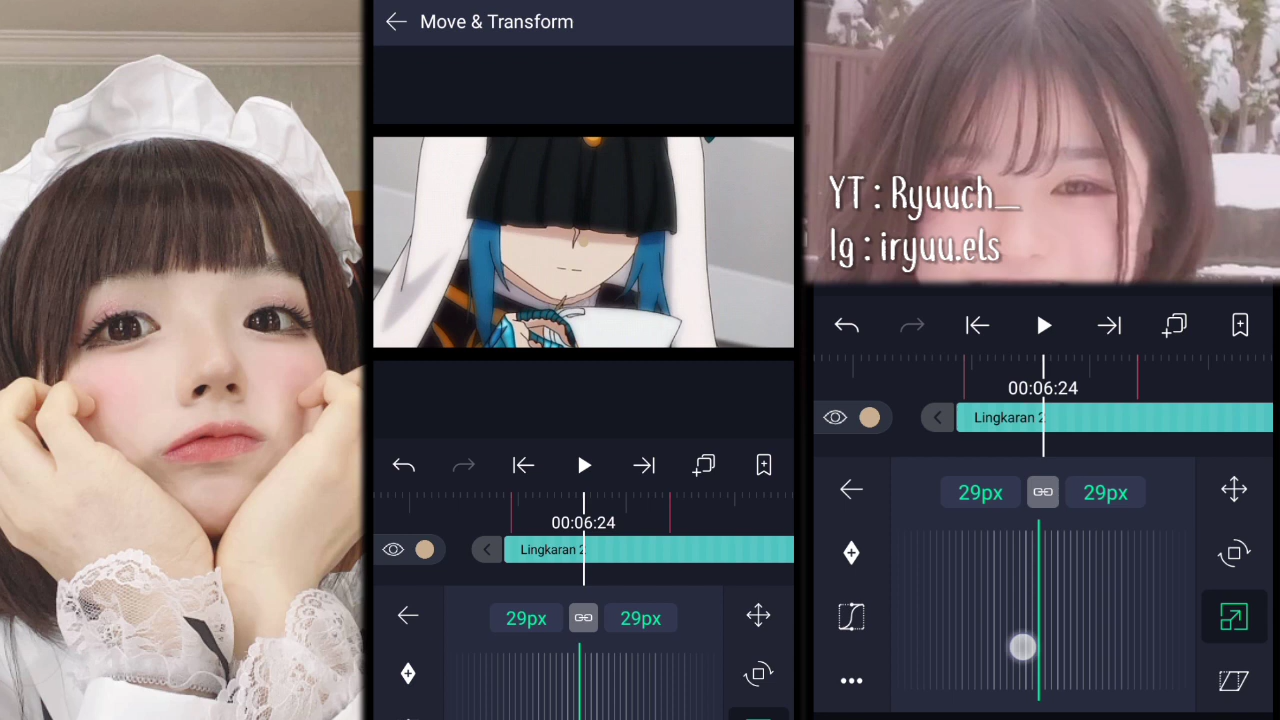 Move & Transform
00:06:24
Lingkaran 2
29px
29px
YT : Ryuuch_
Ig : iryuu.els
00:06:24
Lingkaran 2
29px
29px